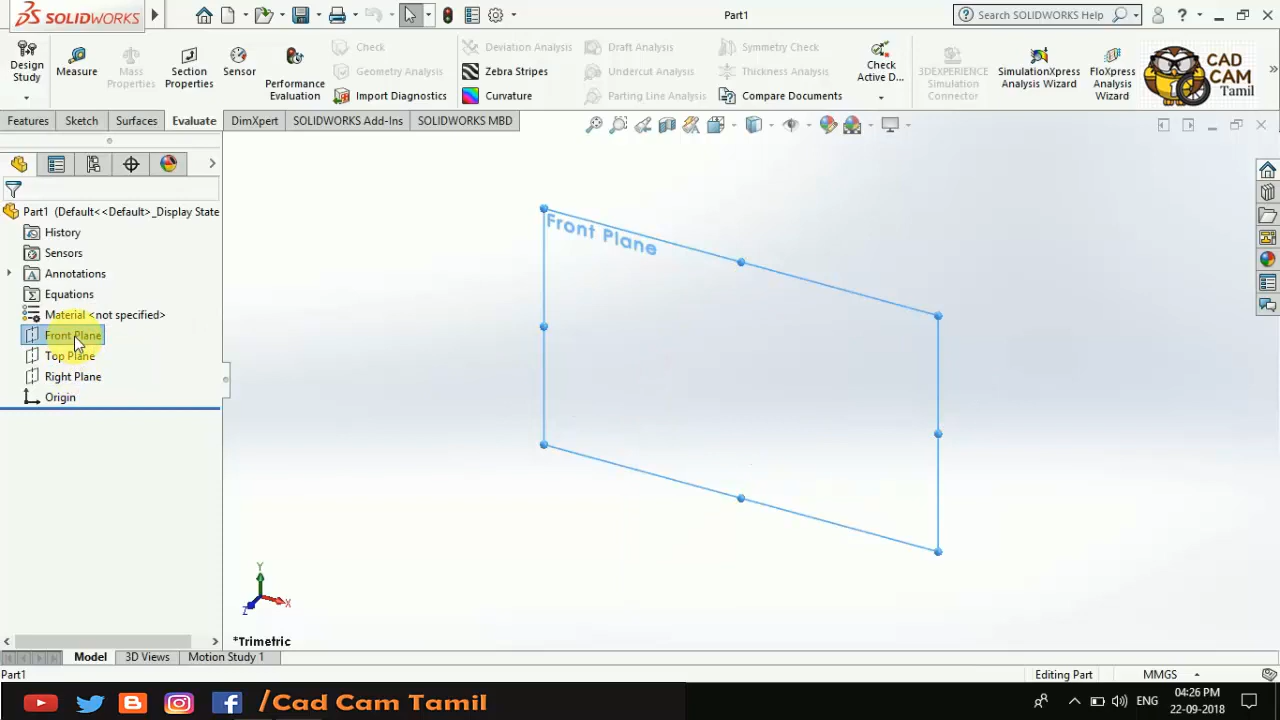 SOLIDWORKS
Part1
Search SOLIDWORKS Help
Design Study
Measure
Mass Properties
Section Properties
Sensor
Performance Evaluation
Check
Geometry Analysis
Import Diagnostics
Deviation Analysis
Zebra Stripes
Curvature
Draft Analysis
Undercut Analysis
Parting Line Analysis
Symmetry Check
Thickness Analysis
Compare Documents
Check Active D...
3DEXPERIENCE Simulation Connector
SimulationXpress Analysis Wizard
FloXpress Analysis Wizard
CAD CAM Tamil
Features Sketch Surfaces Evaluate DimXpert SOLIDWORKS Add-Ins SOLIDWORKS MBD
Part1 (Default<<Default>_Display State
History
Sensors
Annotations
Equations
Material <not specified>
Front Plane
Top Plane
Right Plane
Origin
Front Plane
Y
X
Z
*Trimetric
Model 3D Views Motion Study 1
Part1
Editing Part
MMGS
/Cad Cam Tamil
ENG
04:26 PM
22-09-2018